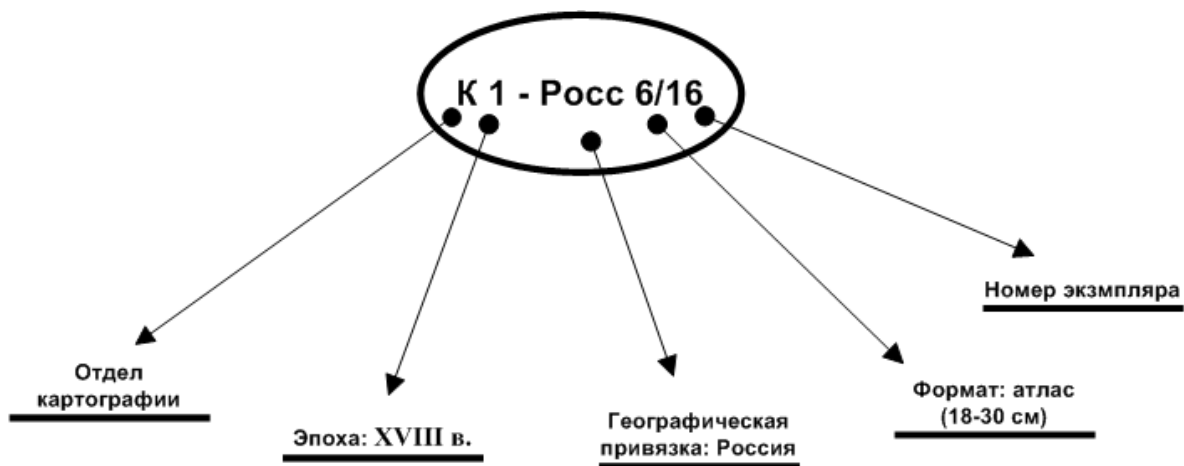 К 1 - Росс 6/16
Номер экзмпляра
Отдел
картографии
Эпоха: XVIII в.
Географическая
привязка: Россия
Формат: атлас
(18-30 см)